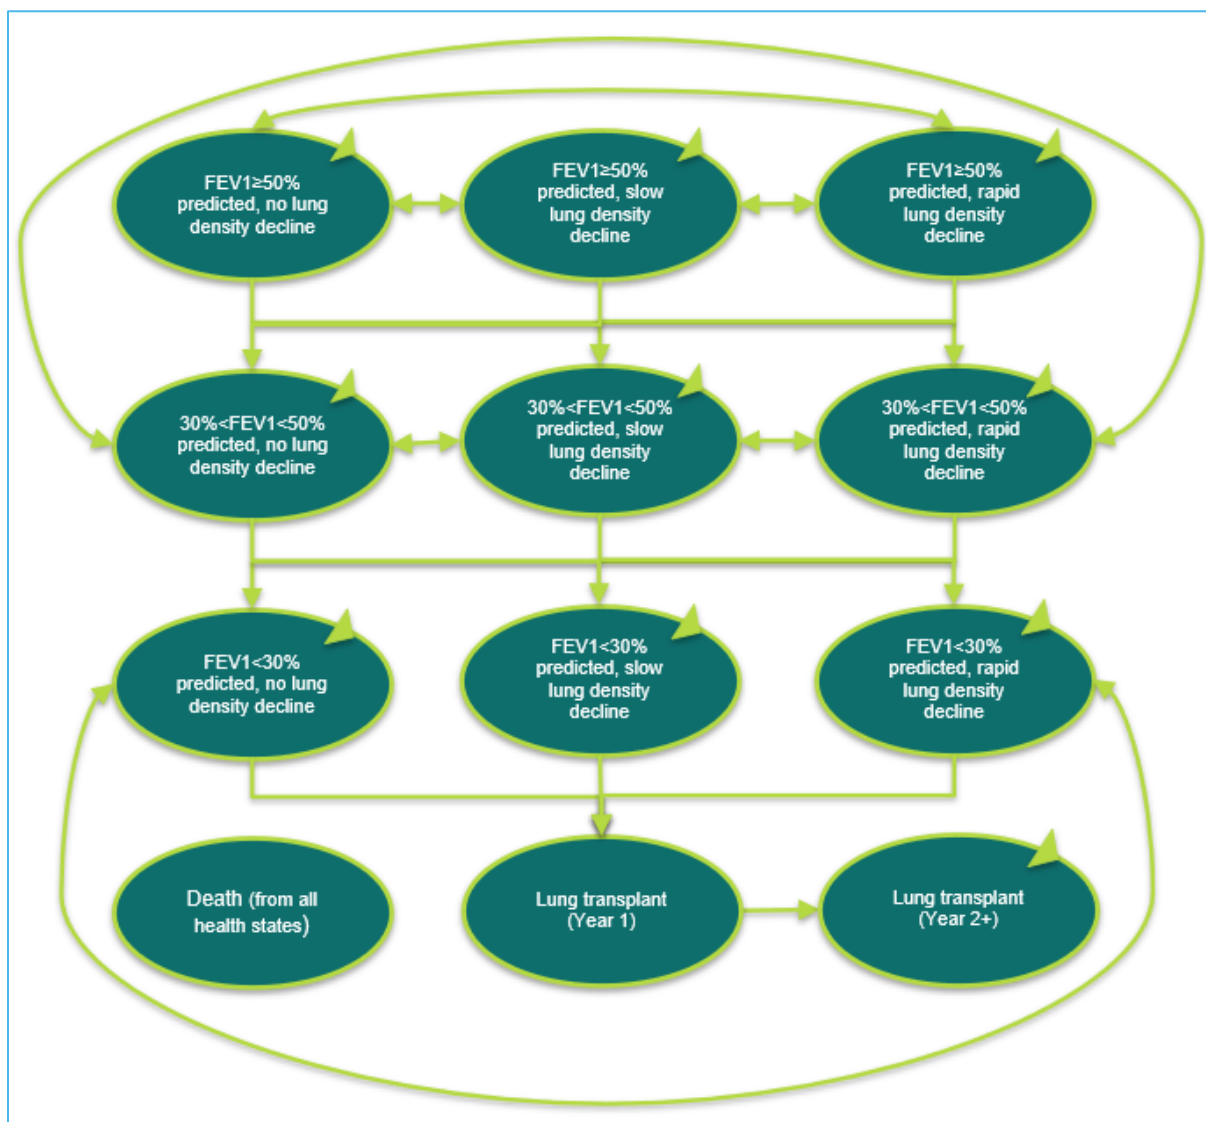 FEV1≥50%
predicted, no lung
density decline
FEV1≥50%
predicted, slow
lung density
decline
FEV1≥50%
predicted, rapid
lung density
decline
30%<FEV1<50%
predicted, no lung
density decline
30%<FEV1<50%
predicted, slow
lung density
decline
30%<FEV1<50%
predicted, rapid
lung density
decline
FEV1<30%
predicted, no lung
density decline
FEV1<30%
predicted, slow
lung density
decline
FEV1<30%
predicted, rapid
lung density
decline
Death (from all
health states)
Lung transplant
(Year 1)
Lung transplant
(Year 2+)